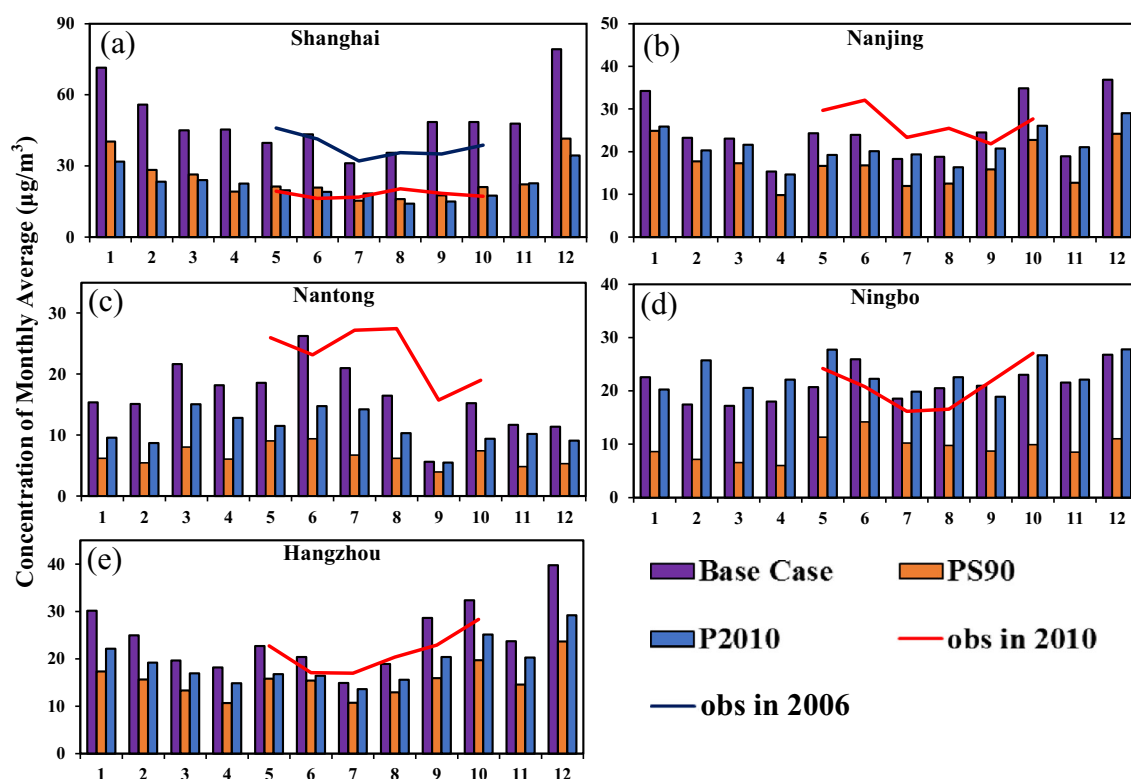 Concentration of Monthly Average (μg/m³)
(a)
Shanghai
90
60
30
0
1 2 3 4 5 6 7 8 9 10 11 12
(b)
Nanjing
50
40
30
20
10
0
1 2 3 4 5 6 7 8 9 10 11 12
(c)
Nantong
30
20
10
0
1 2 3 4 5 6 7 8 9 10 11 12
(d)
Ningbo
40
30
20
10
0
1 2 3 4 5 6 7 8 9 10 11 12
(e)
Hangzhou
40
30
20
10
0
1 2 3 4 5 6 7 8 9 10 11 12
Base Case
PS90
P2010
obs in 2010
obs in 2006